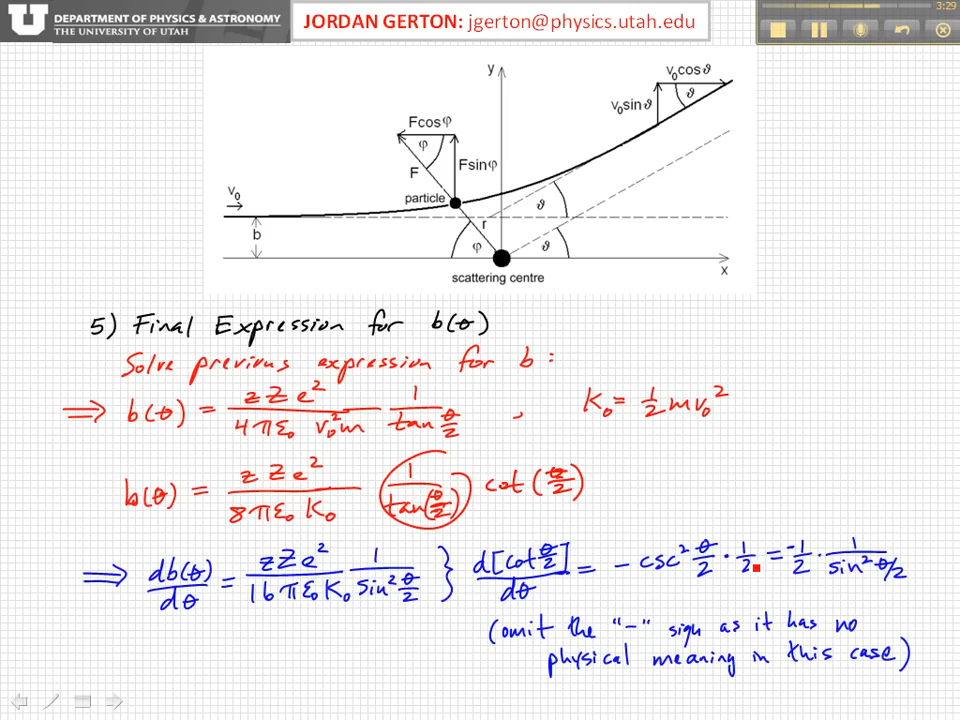 DEPARTMENT OF PHYSICS & ASTRONOMY
THE UNIVERSITY OF UTAH
JORDAN GERTON: jgerton@physics.utah.edu
3:29
y
v₀cosϑ
ϑ
v₀sinϑ
Fcosφ
φ
Fsinφ
F
v₀
particle
ϑ
r
b
φ
ϑ
x
scattering centre
5) Final Expression for b(θ)
Solve previous expression for b :
⇒ b(θ) = zZe²/(4πε₀ v₀²m) 1/(tan θ/2) , K₀ = ½mv₀²
b(θ) = zZe²/(8πε₀K₀) (1/tan(θ/2)) cot(θ/2)
⇒ db(θ)/dθ = zZe²/(16πε₀K₀) 1/(sin² θ/2) } d[cot θ/2]/dθ = - csc² θ/2 · 1/2 = -1/2 · 1/(sin² θ/2)
(omit the "-" sign as it has no
physical meaning in this case)